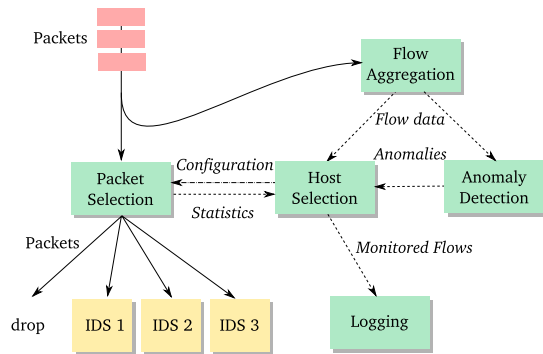 Packets
Flow
Aggregation
Flow data
Configuration
Anomalies
Packet
Selection
Host
Selection
Anomaly
Detection
Statistics
Packets
Monitored Flows
drop
IDS 1
IDS 2
IDS 3
Logging